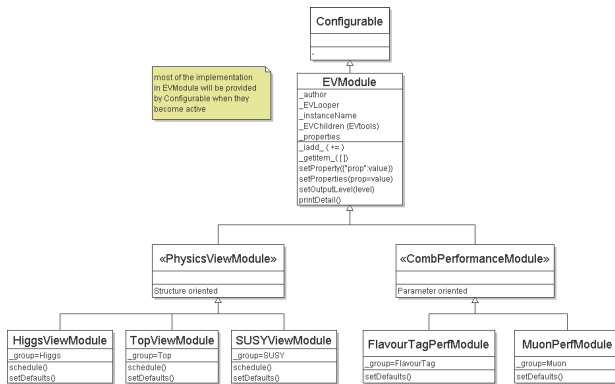 Configurable
-
most of the implementation
in EVModule will be provided
by Configurable when they
become active
EVModule
_author
_EVLooper
_instanceName
_EVChildren (EVtools)
_properties
_iadd_ ( += )
_getitem_( [ ])
setProperty({"prop":value})
setProperties(prop=value)
setOutputLevel(level)
printDetail()
«PhysicsViewModule»
Structure oriented
«CombPerformanceModule»
Parameter oriented
HiggsViewModule
_group=Higgs
schedule()
setDefaults()
TopViewModule
_group=Top
schedule()
setDefaults()
SUSYViewModule
_group=SUSY
schedule()
setDefaults()
FlavourTagPerfModule
_group=FlavourTag
setDefaults()
MuonPerfModule
_group=Muon
setDefaults()